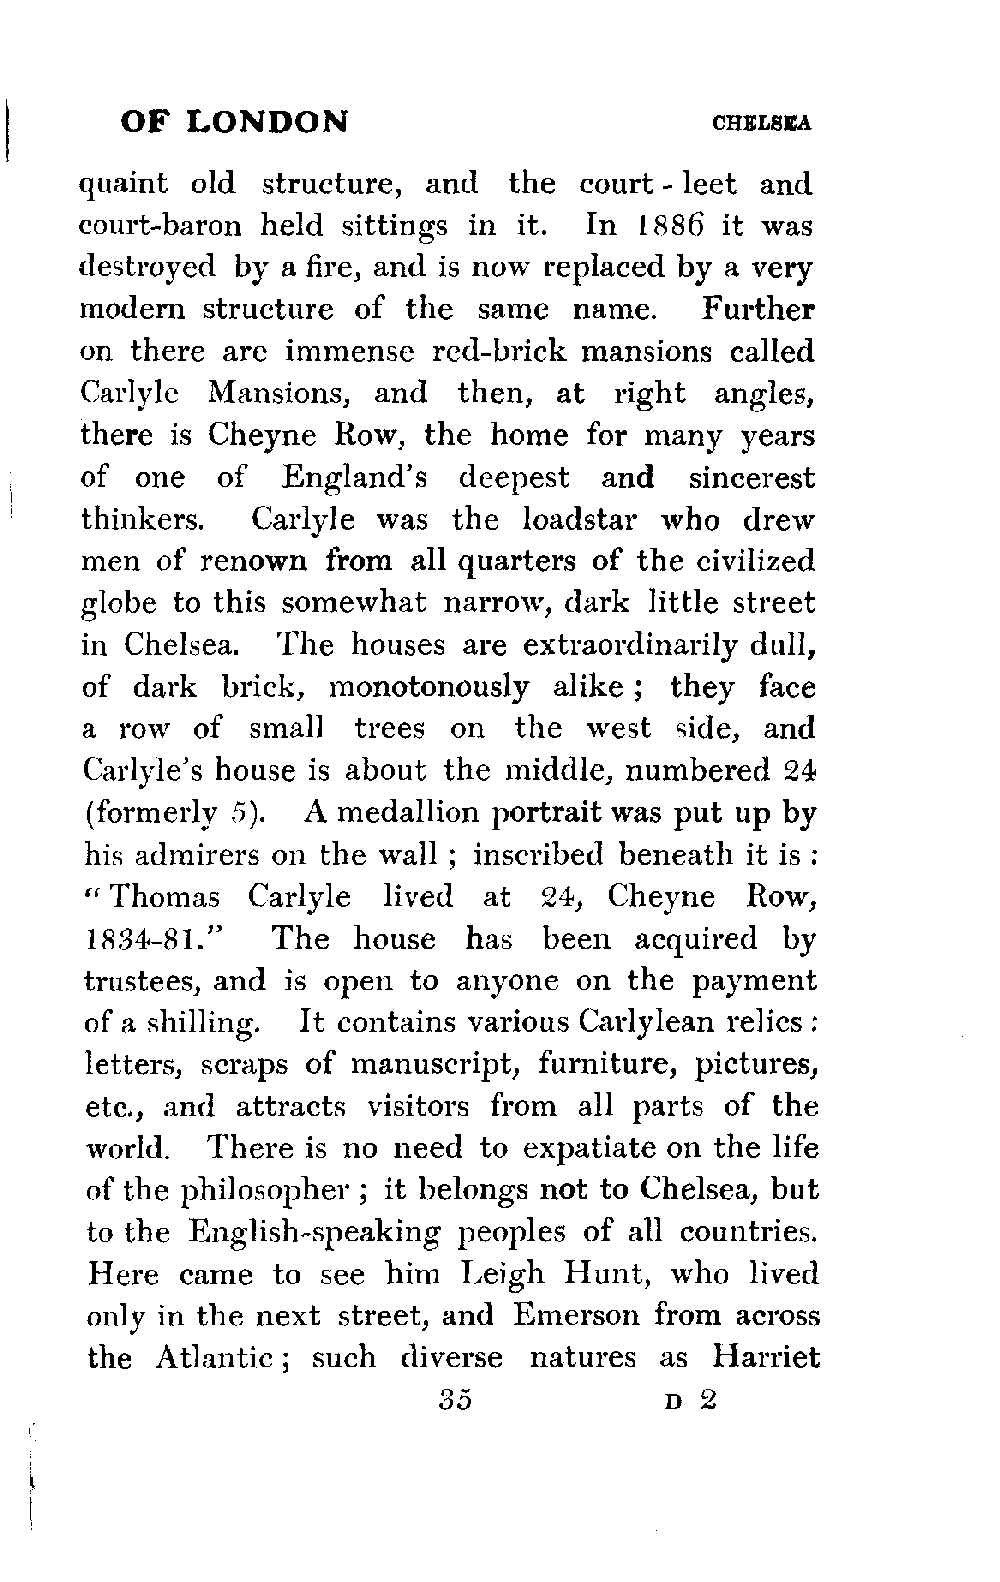 OF LONDON CHELSEA
quaint old structure, and the court-leet and
court-baron held sittings in it. In 1886 it was
destroyed by a fire, and is now replaced by a very
modern structure of the same name. Further
on there are immense red-brick mansions called
Carlyle Mansions, and then, at right angles,
there is Cheyne Row, the home for many years
of one of England's deepest and sincerest
thinkers. Carlyle was the loadstar who drew
men of renown from all quarters of the civilized
globe to this somewhat narrow, dark little street
in Chelsea. The houses are extraordinarily dull,
of dark brick, monotonously alike ; they face
a row of small trees on the west side, and
Carlyle's house is about the middle, numbered 24
(formerly 5). A medallion portrait was put up by
his admirers on the wall ; inscribed beneath it is :
“Thomas Carlyle lived at 24, Cheyne Row,
1834-81.” The house has been acquired by
trustees, and is open to anyone on the payment
of a shilling. It contains various Carlylean relics :
letters, scraps of manuscript, furniture, pictures,
etc., and attracts visitors from all parts of the
world. There is no need to expatiate on the life
of the philosopher ; it belongs not to Chelsea, but
to the English-speaking peoples of all countries.
Here came to see him Leigh Hunt, who lived
only in the next street, and Emerson from across
the Atlantic ; such diverse natures as Harriet
35 D 2